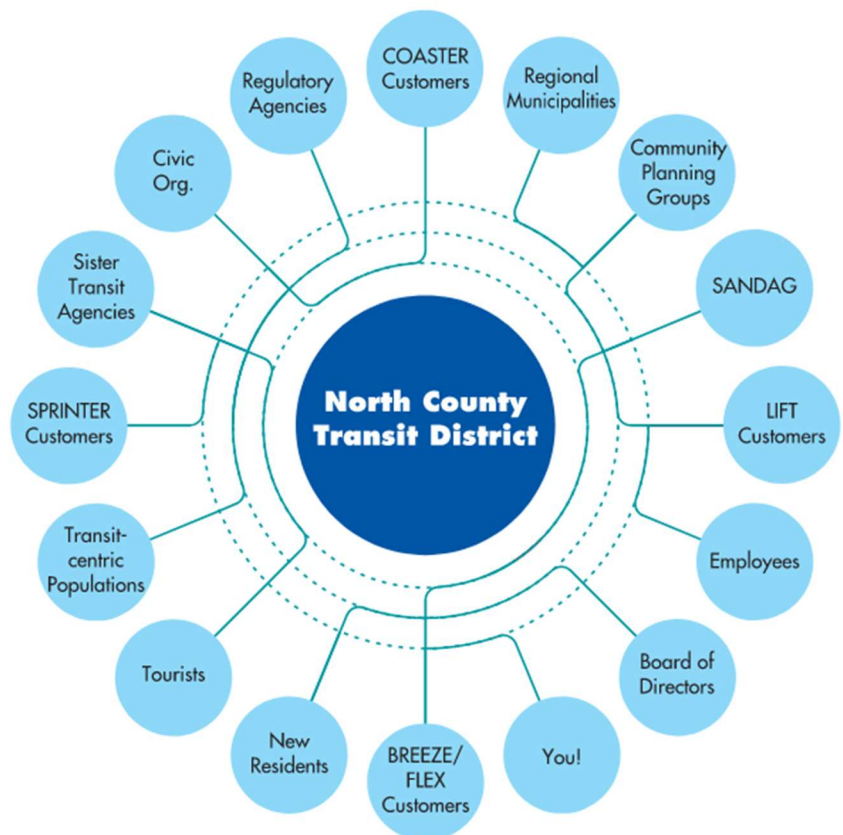 COASTER
Customers
Regional
Municipalities
Community
Planning
Groups
SANDAG
LIFT
Customers
Employees
Board of
Directors
You!
BREEZE/
FLEX
Customers
New
Residents
Tourists
Transit-
centric
Populations
SPRINTER
Customers
Sister
Transit
Agencies
Civic
Org.
Regulatory
Agencies
North County
Transit District